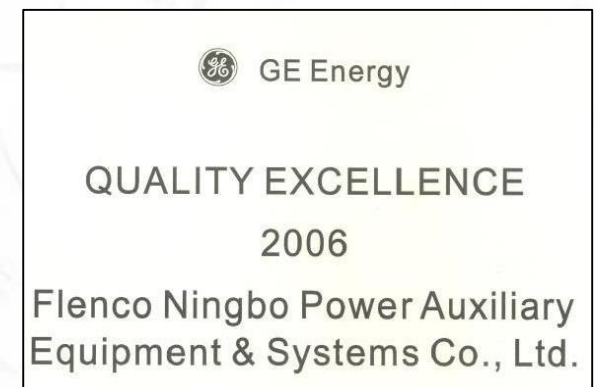 GE Energy
QUALITY EXCELLENCE
2006
Flenco Ningbo Power Auxiliary
Equipment & Systems Co., Ltd.